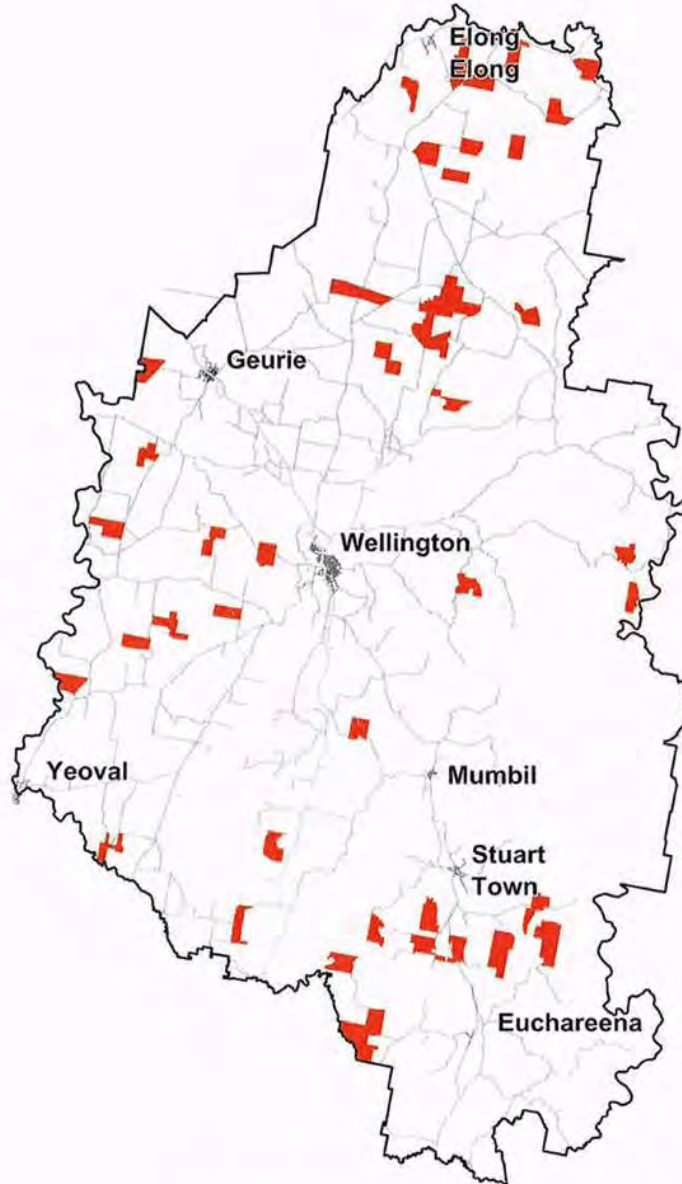 Elong
Elong
Geurie
Wellington
Yeoval
Mumbil
Stuart
Town
Euchareena